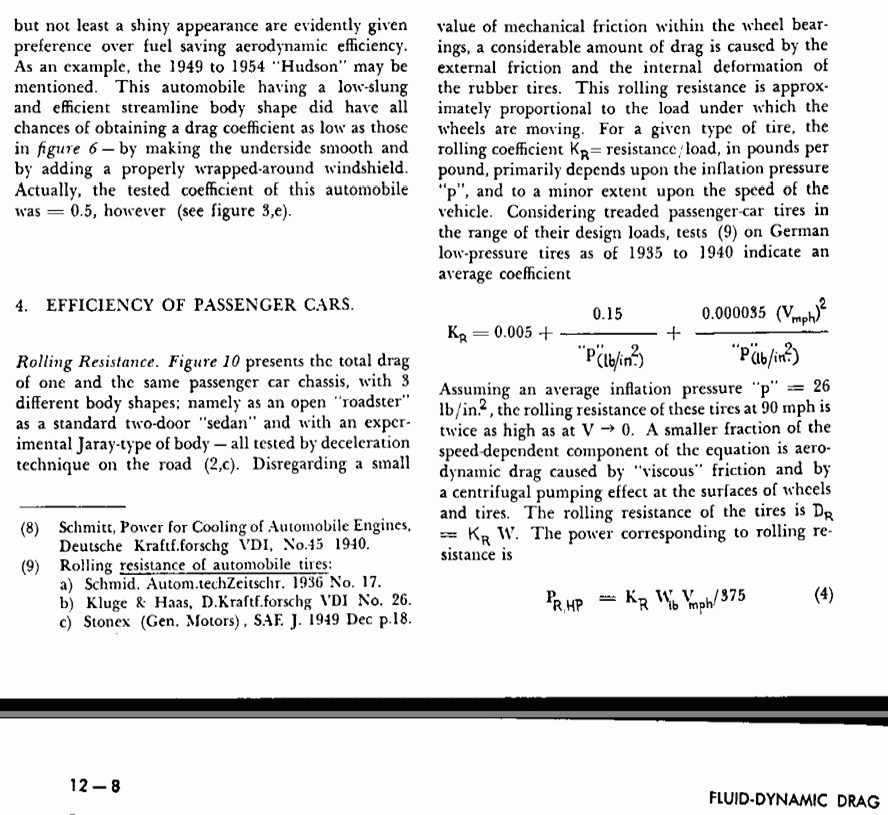 but not least a shiny appearance are evidently given
preference over fuel saving aerodynamic efficiency.
As an example, the 1949 to 1954 "Hudson" may be
mentioned. This automobile having a low-slung
and efficient streamline body shape did have all
chances of obtaining a drag coefficient as low as those
in figure 6 — by making the underside smooth and
by adding a properly wrapped-around windshield.
Actually, the tested coefficient of this automobile
was = 0.5, however (see figure 3,e).
4. EFFICIENCY OF PASSENGER CARS.
Rolling Resistance. Figure 10 presents the total drag
of one and the same passenger car chassis, with 3
different body shapes; namely as an open "roadster"
as a standard two-door "sedan" and with an exper-
imental Jaray-type of body — all tested by deceleration
technique on the road (2,c). Disregarding a small
(8) Schmitt, Power for Cooling of Automobile Engines,
Deutsche Kraftf.forschg VDI, No.45 1940.
(9) Rolling resistance of automobile tires:
a) Schmid. Autom.techZeitschr. 1936 No. 17.
b) Kluge & Haas, D.Kraftf.forschg VDI No. 26.
c) Stonex (Gen. Motors), SAE J. 1949 Dec p.18.
value of mechanical friction within the wheel bear-
ings, a considerable amount of drag is caused by the
external friction and the internal deformation of
the rubber tires. This rolling resistance is approx-
imately proportional to the load under which the
wheels are moving. For a given type of tire, the
rolling coefficient K_R = resistance/load, in pounds per
pound, primarily depends upon the inflation pressure
"p", and to a minor extent upon the speed of the
vehicle. Considering treaded passenger-car tires in
the range of their design loads, tests (9) on German
low-pressure tires as of 1935 to 1940 indicate an
average coefficient
K_R = 0.005 + 0.15 / "P"(lb/in²) + 0.000035 (V_mph)² / "P"(lb/in²)
Assuming an average inflation pressure "p" = 26
lb/in.², the rolling resistance of these tires at 90 mph is
twice as high as at V → 0. A smaller fraction of the
speed-dependent component of the equation is aero-
dynamic drag caused by "viscous" friction and by
a centrifugal pumping effect at the surfaces of wheels
and tires. The rolling resistance of the tires is D_R
= K_R W. The power corresponding to rolling re-
sistance is
P_R,HP = K_R W_lb V_mph/375 (4)
12 — 8
FLUID-DYNAMIC DRAG